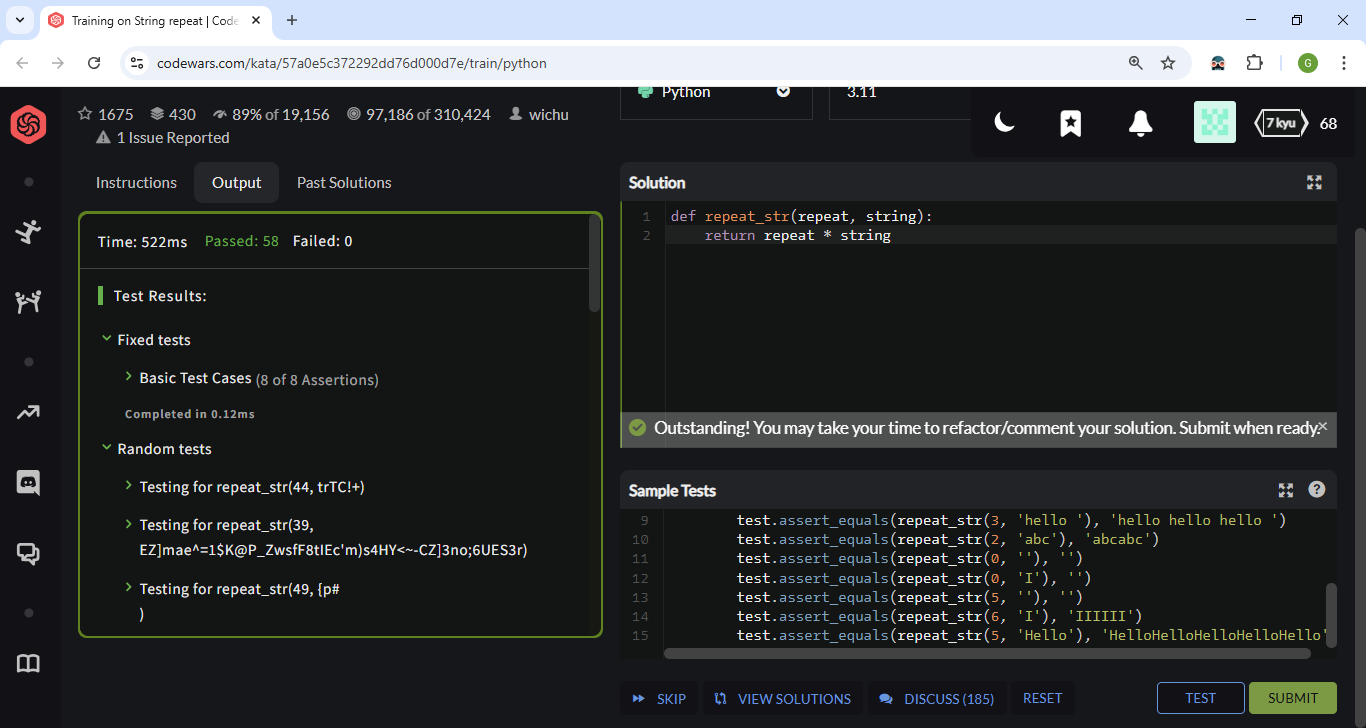 Training on String repeat | Code
codewars.com/kata/57a0e5c372292dd76d000d7e/train/python
G
1675 430 89% of 19,156 97,186 of 310,424 wichu
1 Issue Reported
Python
3.11
7 kyu 68
Instructions Output Past Solutions
Time: 522ms Passed: 58 Failed: 0
Test Results:
Fixed tests
Basic Test Cases (8 of 8 Assertions)
Completed in 0.12ms
Random tests
Testing for repeat_str(44, trTC!+)
Testing for repeat_str(39,
EZ]mae^=1$K@P_ZwsfF8tIEc'm)s4HY<~-CZ]3no;6UES3r)
Testing for repeat_str(49, {p#
)
Solution
1 def repeat_str(repeat, string):
2 return repeat * string
Outstanding! You may take your time to refactor/comment your solution. Submit when ready.
Sample Tests
9 test.assert_equals(repeat_str(3, 'hello '), 'hello hello hello ')
10 test.assert_equals(repeat_str(2, 'abc'), 'abcabc')
11 test.assert_equals(repeat_str(0, ''), '')
12 test.assert_equals(repeat_str(0, 'I'), '')
13 test.assert_equals(repeat_str(5, ''), '')
14 test.assert_equals(repeat_str(6, 'I'), 'IIIIII')
15 test.assert_equals(repeat_str(5, 'Hello'), 'HelloHelloHelloHelloHello'
SKIP VIEW SOLUTIONS DISCUSS (185) RESET TEST SUBMIT